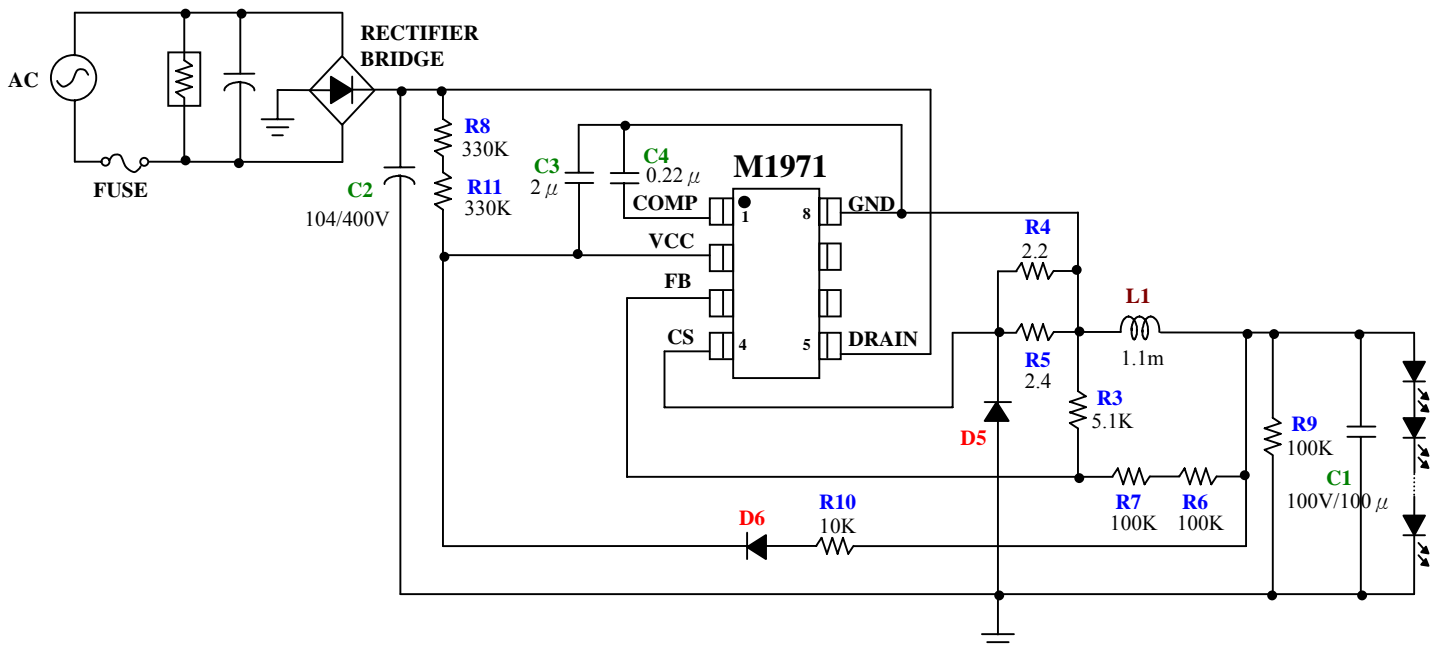 RECTIFIER
BRIDGE
AC
FUSE
R8
330K
R11
330K
C2
104/400V
C3
2 μ
C4
0.22 μ
M1971
COMP
1
8
GND
VCC
FB
CS
4
5
DRAIN
R4
2.2
R5
2.4
L1
1.1m
R3
5.1K
D5
R9
100K
C1
100V/100 μ
R7
100K
R6
100K
D6
R10
10K